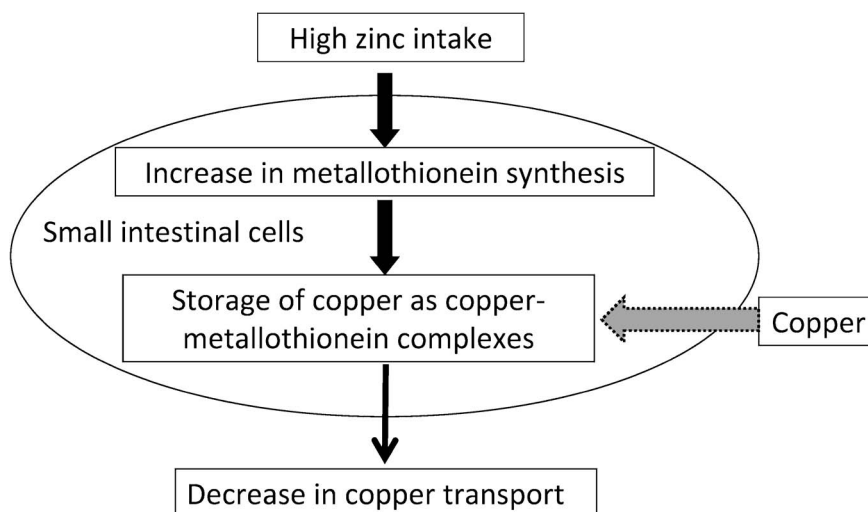 High zinc intake
Increase in metallothionein synthesis
Small intestinal cells
Storage of copper as copper-
metallothionein complexes
Copper
Decrease in copper transport